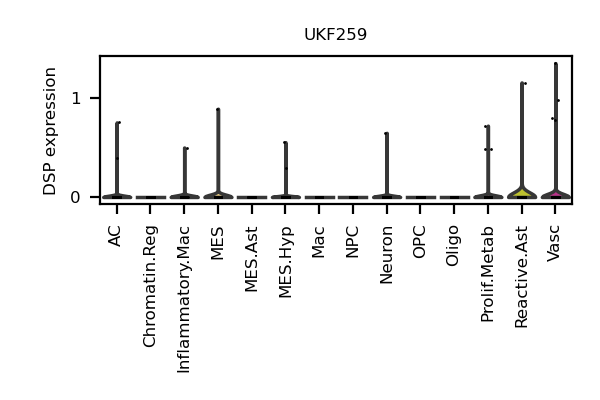 UKF259
DSP expression
1
0
AC
Chromatin.Reg
Inflammatory.Mac
MES
MES.Ast
MES.Hyp
Mac
NPC
Neuron
OPC
Oligo
Prolif.Metab
Reactive.Ast
Vasc